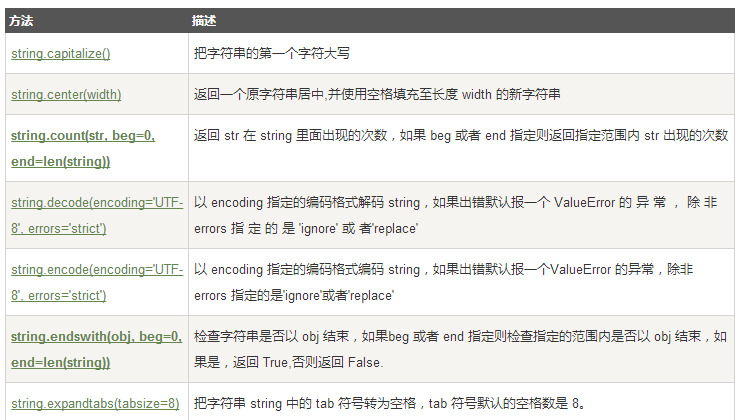 方法 描述
string.capitalize() 把字符串的第一个字符大写
string.center(width) 返回一个原字符串居中,并使用空格填充至长度 width 的新字符串
string.count(str, beg=0,
end=len(string)) 返回 str 在 string 里面出现的次数，如果 beg 或者 end 指定则返回指定范围内 str 出现的次数
string.decode(encoding='UTF-
8', errors='strict') 以 encoding 指定的编码格式解码 string，如果出错默认报一个 ValueError 的 异 常 ， 除 非
errors 指 定 的 是 'ignore' 或 者'replace'
string.encode(encoding='UTF-
8', errors='strict') 以 encoding 指定的编码格式编码 string，如果出错默认报一个ValueError 的异常，除非
errors 指定的是'ignore'或者'replace'
string.endswith(obj, beg=0,
end=len(string)) 检查字符串是否以 obj 结束，如果beg 或者 end 指定则检查指定的范围内是否以 obj 结束，如
果是，返回 True,否则返回 False.
string.expandtabs(tabsize=8) 把字符串 string 中的 tab 符号转为空格，tab 符号默认的空格数是 8。